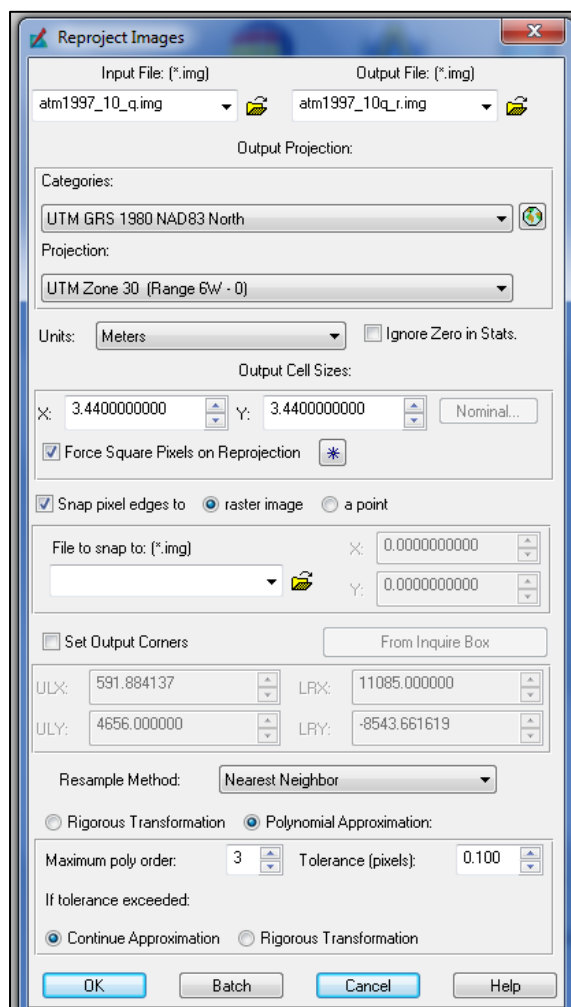 Reproject Images
Input File: (*.img) Output File: (*.img)
atm1997_10_q.img atm1997_10q_r.img
Output Projection:
Categories:
UTM GRS 1980 NAD83 North
Projection:
UTM Zone 30 (Range 6W - 0)
Units: Meters Ignore Zero in Stats.
Output Cell Sizes:
X: 3.4400000000 Y: 3.4400000000 Nominal...
Force Square Pixels on Reprojection
Snap pixel edges to raster image a point
File to snap to: (*.img) X: 0.0000000000
Y: 0.0000000000
Set Output Corners From Inquire Box
ULX: 591.884137 LRX: 11085.000000
ULY: 4656.000000 LRY: -8543.661619
Resample Method: Nearest Neighbor
Rigorous Transformation Polynomial Approximation:
Maximum poly order: 3 Tolerance (pixels): 0.100
If tolerance exceeded:
Continue Approximation Rigorous Transformation
OK Batch Cancel Help